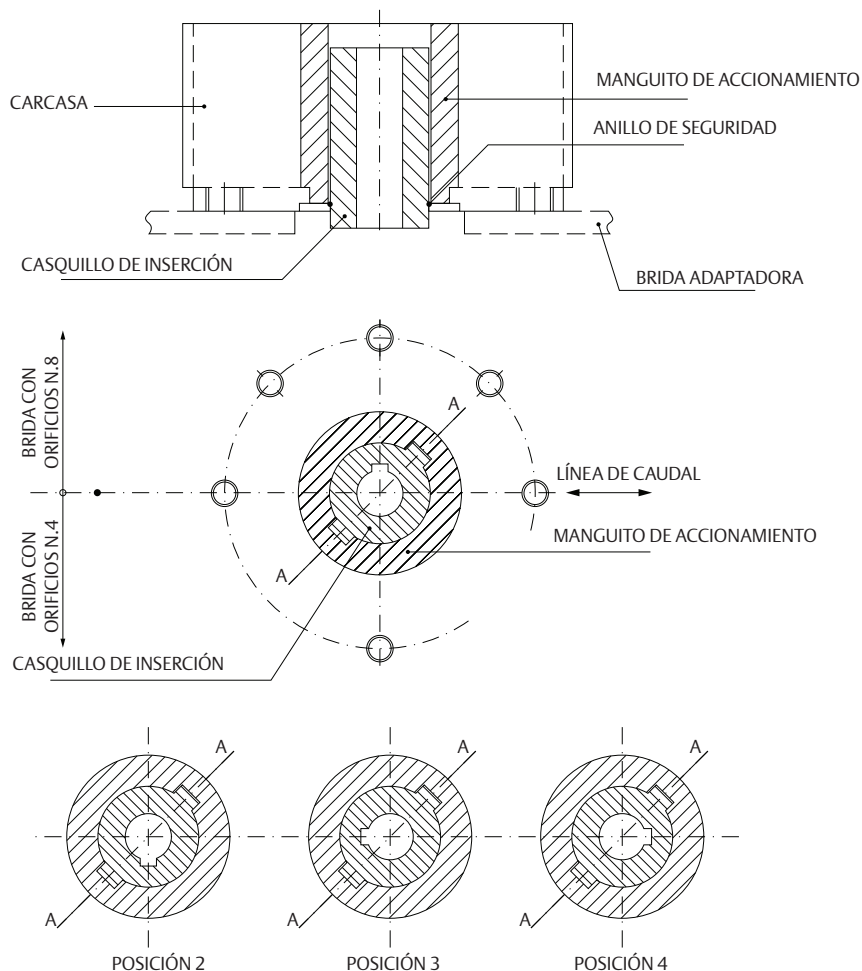 CARCASA
MANGUITO DE ACCIONAMIENTO
ANILLO DE SEGURIDAD
CASQUILLO DE INSERCIÓN
BRIDA ADAPTADORA
BRIDA CON
ORIFICIOS N.8
A
LÍNEA DE CAUDAL
BRIDA CON
ORIFICIOS N.4
MANGUITO DE ACCIONAMIENTO
A
CASQUILLO DE INSERCIÓN
A
A
A
A
A
A
POSICIÓN 2
POSICIÓN 3
POSICIÓN 4